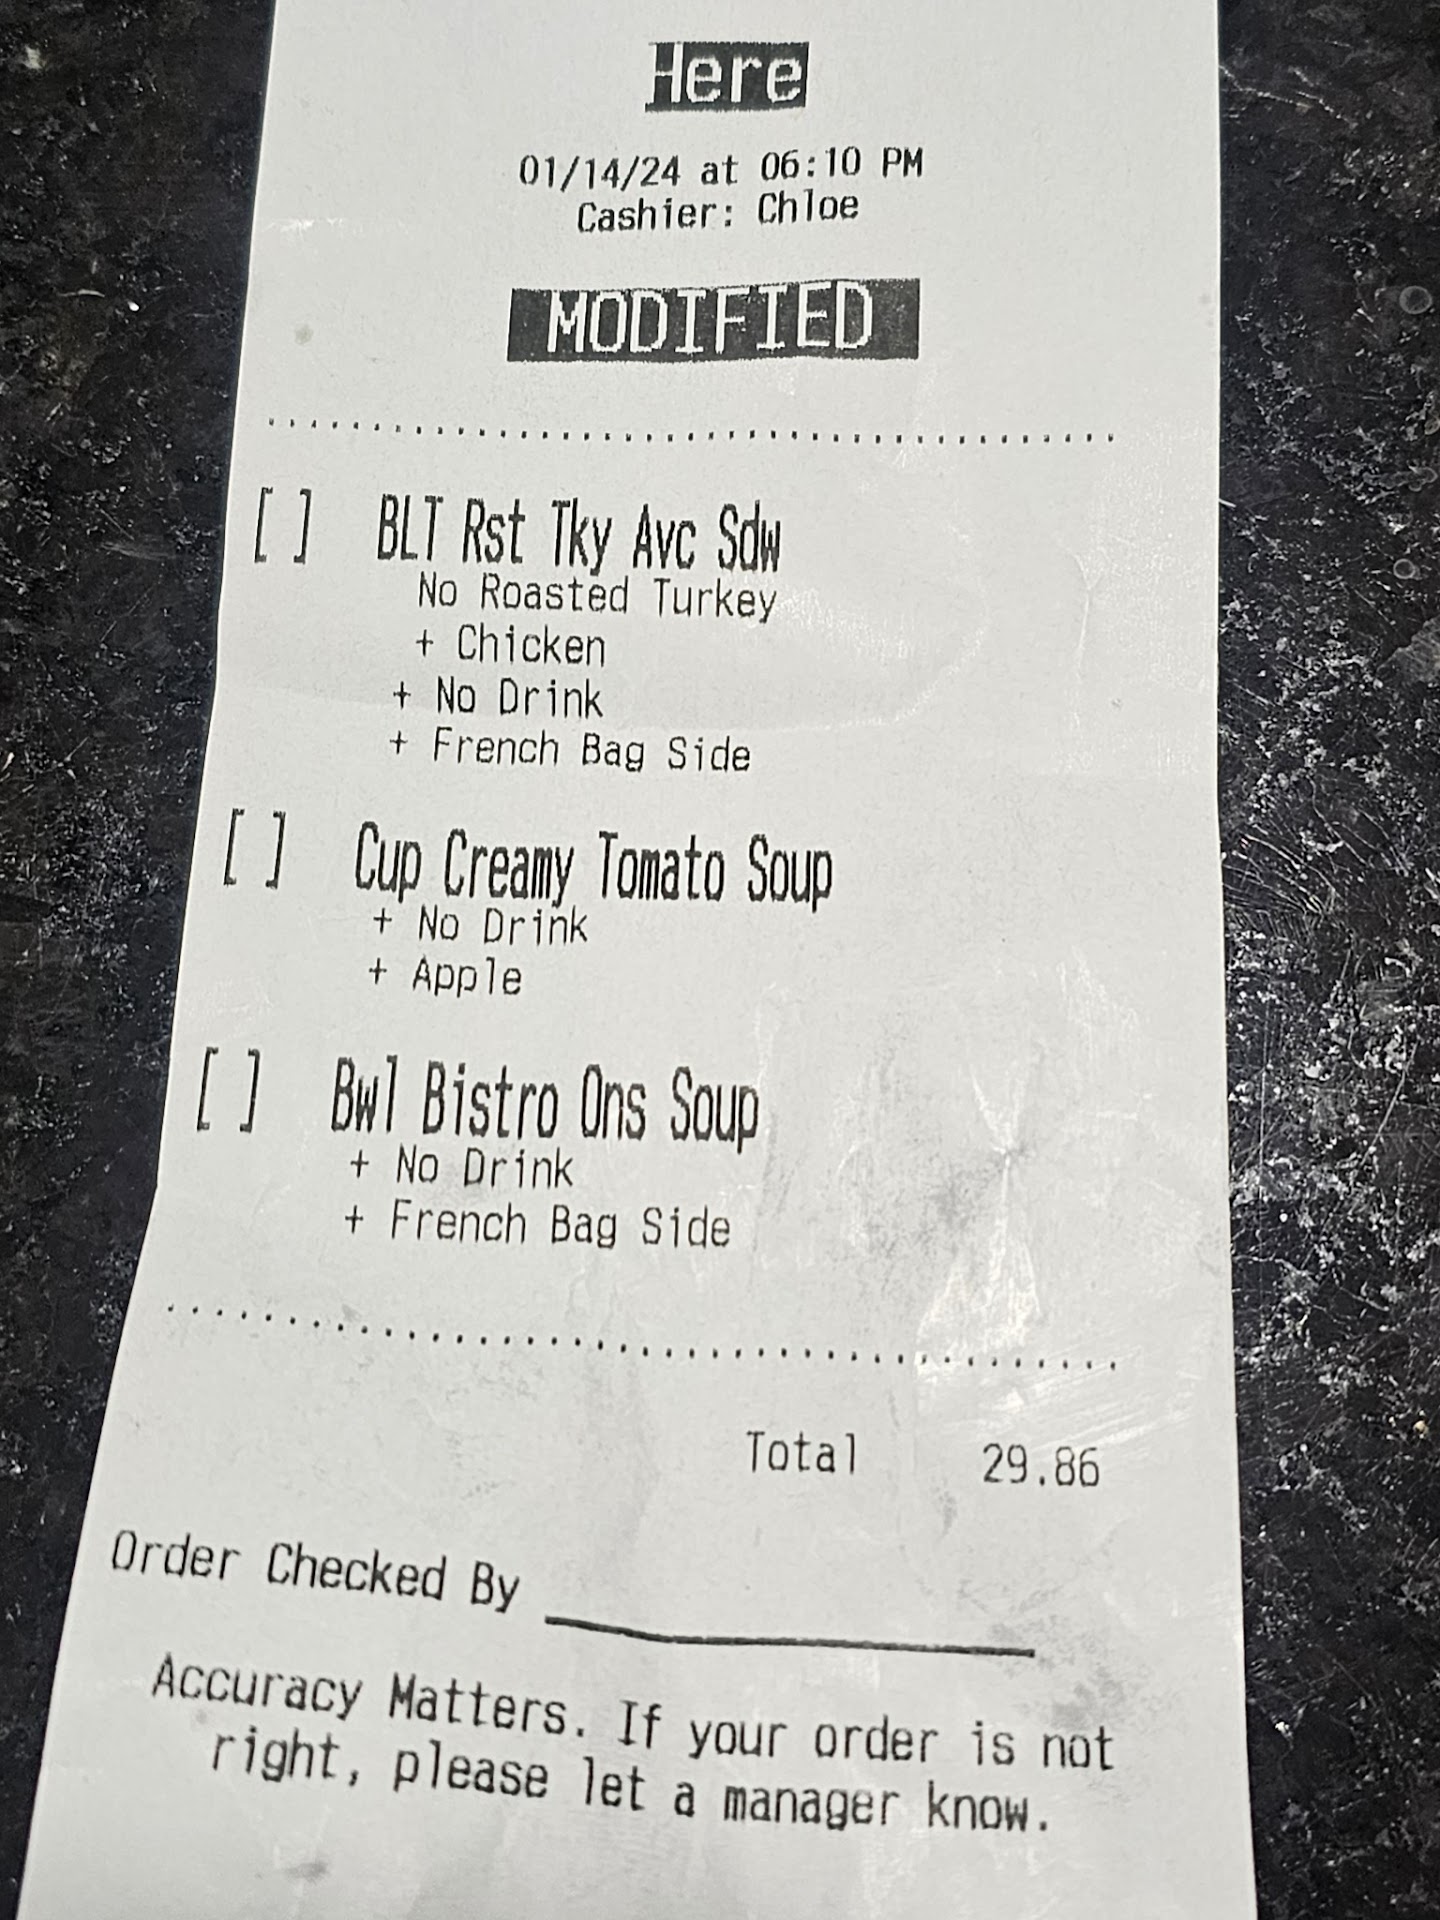 Here
01/14/24 at 06:10 PM
Cashier: Chloe
MODIFIED
[ ] BLT Rst Tky Avc Sdw
No Roasted Turkey
+ Chicken
+ No Drink
+ French Bag Side
[ ] Cup Creamy Tomato Soup
+ No Drink
+ Apple
[ ] Bwl Bistro Ons Soup
+ No Drink
+ French Bag Side
Total 29.86
Order Checked By
Accuracy Matters. If your order is not
right, please let a manager know.